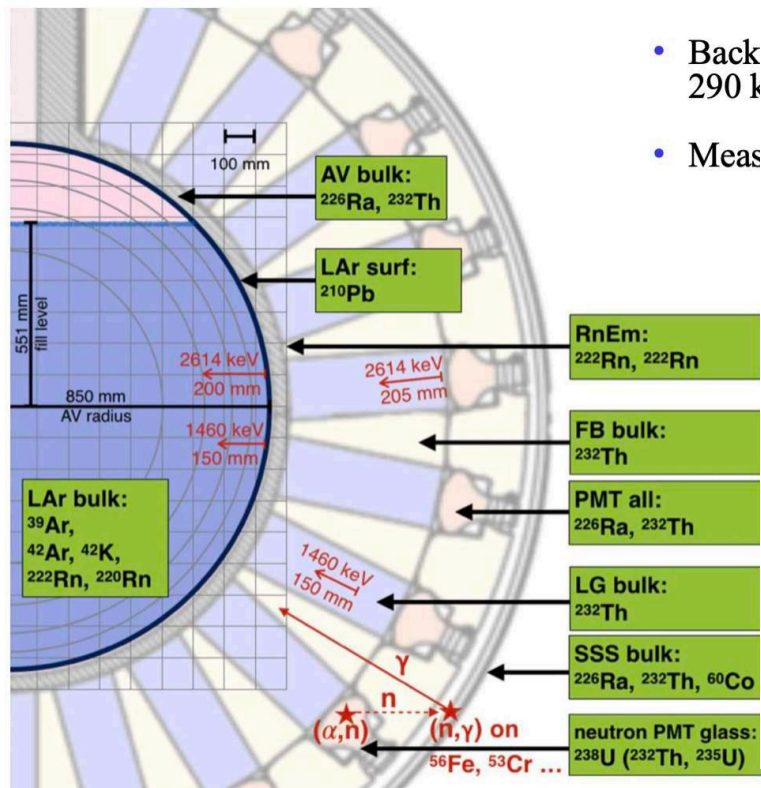 • Back
290 k
• Meas
100 mm
AV bulk:
²²⁶Ra, ²³²Th
LAr surf:
²¹⁰Pb
551 mm
fill level
RnEm:
²²²Rn, ²²²Rn
2614 keV
200 mm
2614 keV
205 mm
850 mm
AV radius
1460 keV
150 mm
FB bulk:
²³²Th
LAr bulk:
³⁹Ar,
⁴²Ar, ⁴²K,
²²²Rn, ²²⁰Rn
PMT all:
²²⁶Ra, ²³²Th
1460 keV
150 mm
LG bulk:
²³²Th
SSS bulk:
²²⁶Ra, ²³²Th, ⁶⁰Co
γ
n
(α,n)
(n,γ) on
⁵⁶Fe, ⁵³Cr ...
neutron PMT glass:
²³⁸U (²³²Th, ²³⁵U)